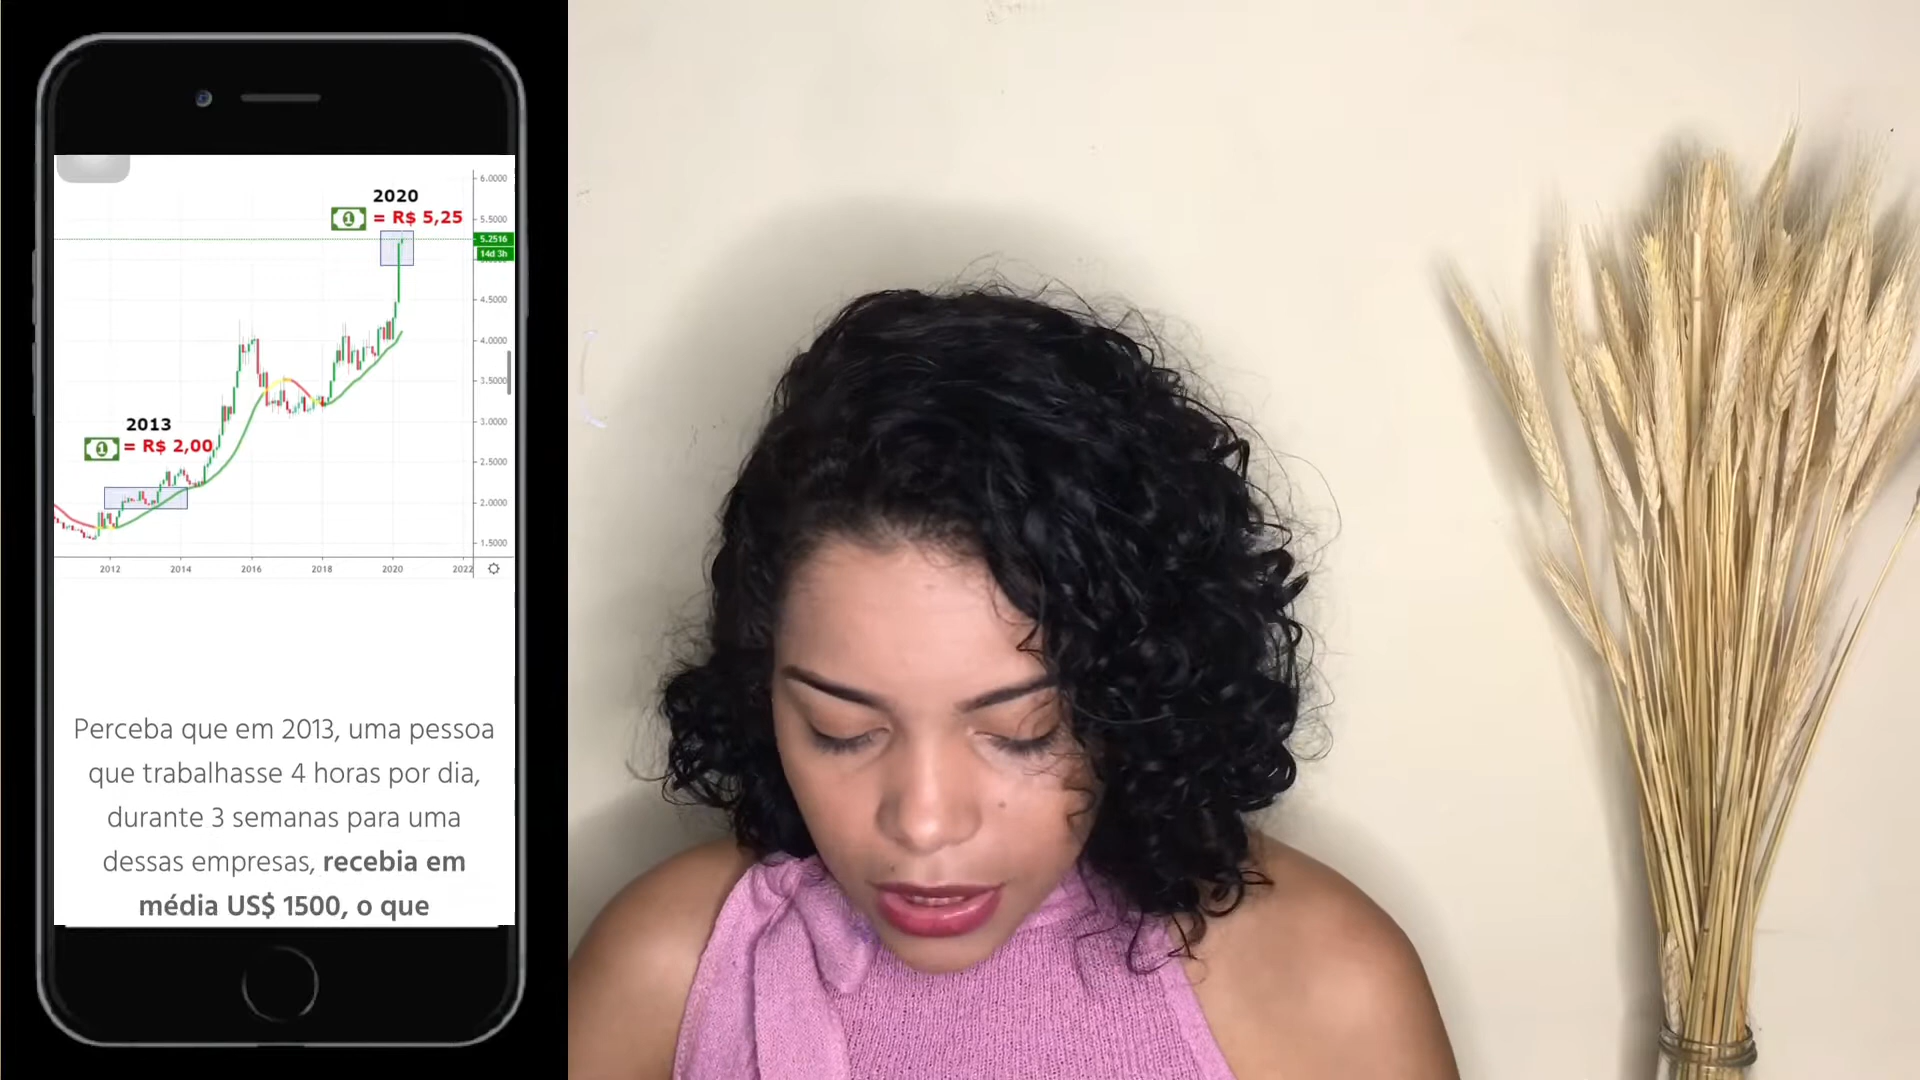 2020
1 = R$ 5,25
6.0000
5.5000
5.2516
14d 3h
4.5000
4.0000
3.5000
3.0000
2.5000
2.0000
1.5000
2013
1 = R$ 2,00
2012 2014 2016 2018 2020 2022
Perceba que em 2013, uma pessoa
que trabalhasse 4 horas por dia,
durante 3 semanas para uma
dessas empresas, recebia em
média US$ 1500, o que